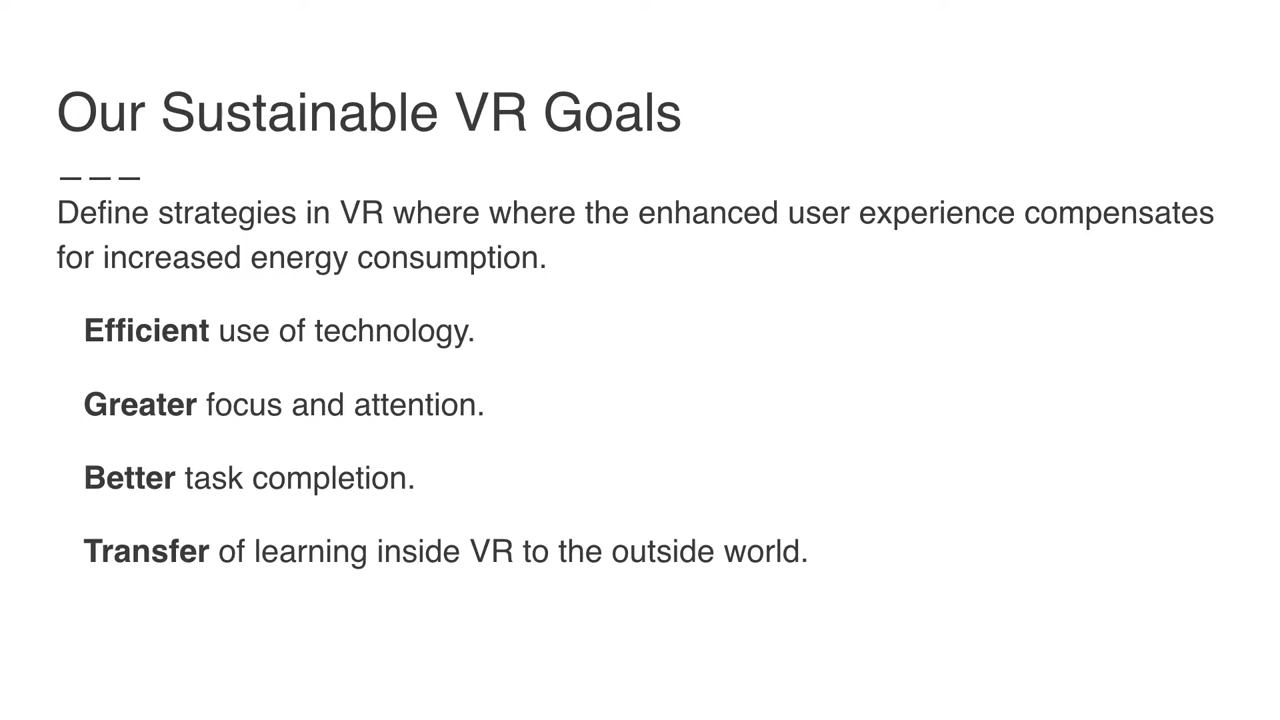 Our Sustainable VR Goals
___
Define strategies in VR where where the enhanced user experience compensates
for increased energy consumption.
Efficient use of technology.
Greater focus and attention.
Better task completion.
Transfer of learning inside VR to the outside world.